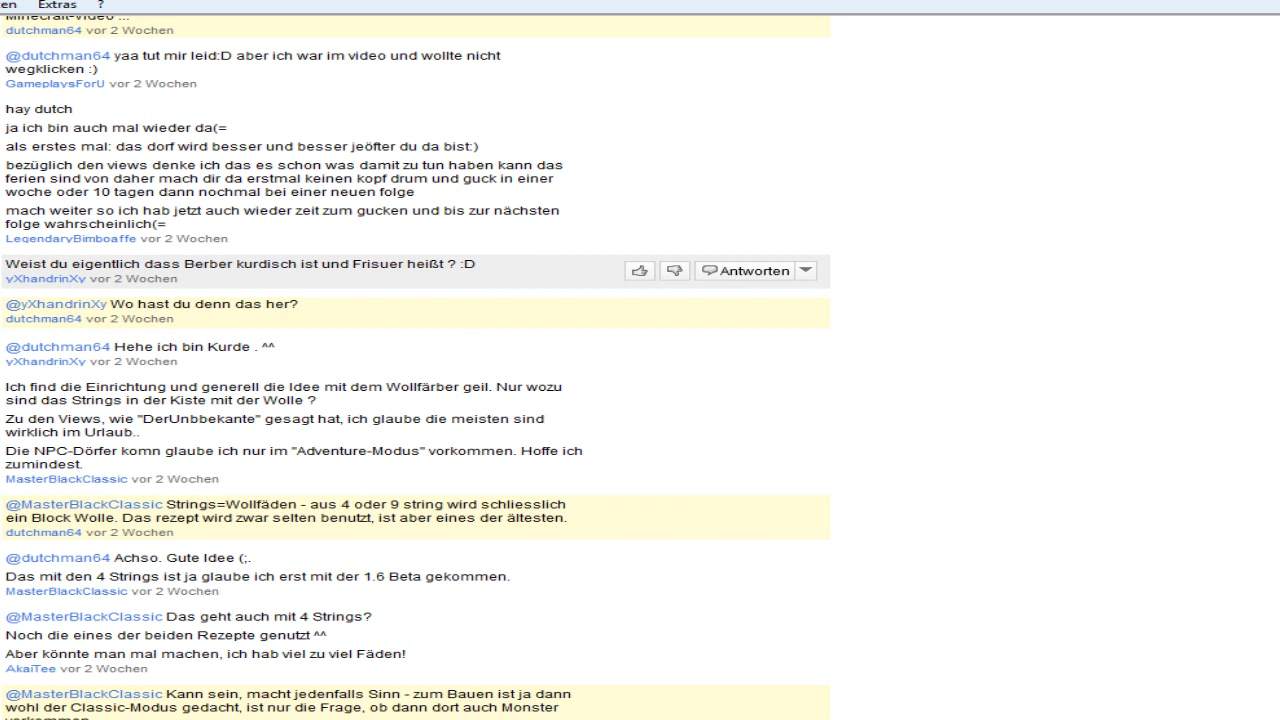 en Extras ?
Minecraft-Video ...
dutchman64 vor 2 Wochen
@dutchman64 yaa tut mir leid:D aber ich war im video und wollte nicht
wegklicken :)
GameplaysForU vor 2 Wochen
hay dutch
ja ich bin auch mal wieder da(=
als erstes mal: das dorf wird besser und besser jeöfter du da bist:)
bezüglich den views denke ich das es schon was damit zu tun haben kann das
ferien sind von daher mach dir da erstmal keinen kopf drum und guck in einer
woche oder 10 tagen dann nochmal bei einer neuen folge
mach weiter so ich hab jetzt auch wieder zeit zum gucken und bis zur nächsten
folge wahrscheinlich(=
LegendaryBimboaffe vor 2 Wochen
Weist du eigentlich dass Berber kurdisch ist und Frisuer heißt ? :D
yXhandrinXy vor 2 Wochen
Antworten
@yXhandrinXy Wo hast du denn das her?
dutchman64 vor 2 Wochen
@dutchman64 Hehe ich bin Kurde . ^^
yXhandrinXy vor 2 Wochen
Ich find die Einrichtung und generell die Idee mit dem Wollfärber geil. Nur wozu
sind das Strings in der Kiste mit der Wolle ?
Zu den Views, wie "DerUnbbekante" gesagt hat, ich glaube die meisten sind
wirklich im Urlaub..
Die NPC-Dörfer komn glaube ich nur im "Adventure-Modus" vorkommen. Hoffe ich
zumindest.
MasterBlackClassic vor 2 Wochen
@MasterBlackClassic Strings=Wollfäden - aus 4 oder 9 string wird schliesslich
ein Block Wolle. Das rezept wird zwar selten benutzt, ist aber eines der ältesten.
dutchman64 vor 2 Wochen
@dutchman64 Achso. Gute Idee (;.
Das mit den 4 Strings ist ja glaube ich erst mit der 1.6 Beta gekommen.
MasterBlackClassic vor 2 Wochen
@MasterBlackClassic Das geht auch mit 4 Strings?
Noch die eines der beiden Rezepte genutzt ^^
Aber könnte man mal machen, ich hab viel zu viel Fäden!
AkaiTee vor 2 Wochen
@MasterBlackClassic Kann sein, macht jedenfalls Sinn - zum Bauen ist ja dann
wohl der Classic-Modus gedacht, ist nur die Frage, ob dann dort auch Monster
vorkommen